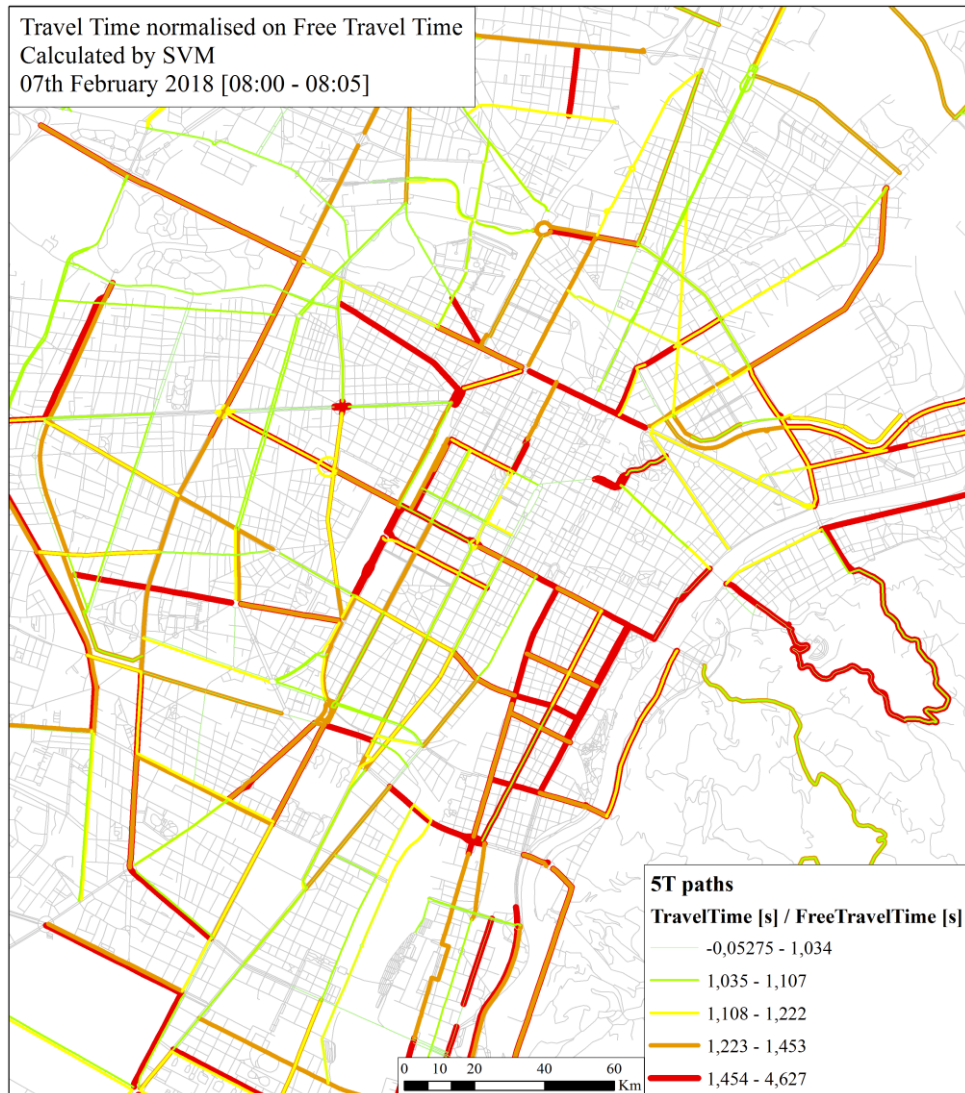 Travel Time normalised on Free Travel Time
Calculated by SVM
07th February 2018 [08:00 - 08:05]
5T paths
TravelTime [s] / FreeTravelTime [s]
-0,05275 - 1,034
1,035 - 1,107
1,108 - 1,222
1,223 - 1,453
1,454 - 4,627
0 10 20 40 60
Km